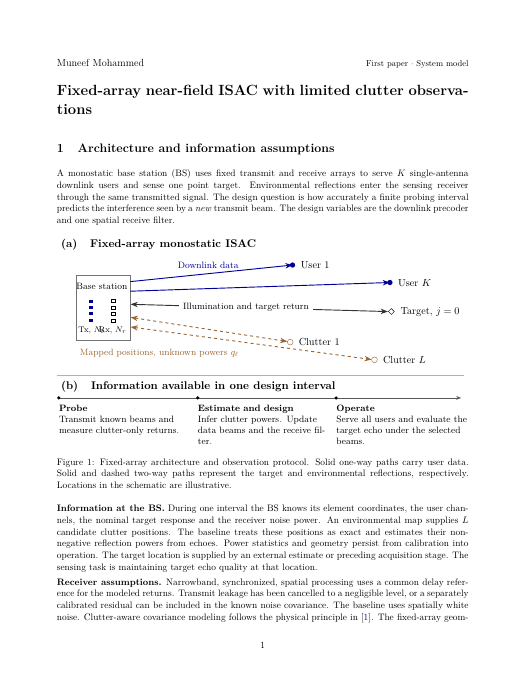 Muneef Mohammed
First paper · System model
Fixed-array near-field ISAC with limited clutter observa-
tions
1 Architecture and information assumptions
A monostatic base station (BS) uses fixed transmit and receive arrays to serve K single-antenna
downlink users and sense one point target. Environmental reflections enter the sensing receiver
through the same transmitted signal. The design question is how accurately a finite probing interval
predicts the interference seen by a new transmit beam. The design variables are the downlink precoder
and one spatial receive filter.
(a) Fixed-array monostatic ISAC
Downlink data
User 1
User K
Base station
Illumination and target return
Target, j = 0
Tx, Nₜ Rx, Nᵣ
Clutter 1
Mapped positions, unknown powers qℓ
Clutter L
(b) Information available in one design interval
Probe
Transmit known beams and
measure clutter-only returns.
Estimate and design
Infer clutter powers. Update
data beams and the receive fil-
ter.
Operate
Serve all users and evaluate the
target echo under the selected
beams.
Figure 1: Fixed-array architecture and observation protocol. Solid one-way paths carry user data.
Solid and dashed two-way paths represent the target and environmental reflections, respectively.
Locations in the schematic are illustrative.
Information at the BS. During one interval the BS knows its element coordinates, the user chan-
nels, the nominal target response and the receiver noise power. An environmental map supplies L
candidate clutter positions. The baseline treats these positions as exact and estimates their non-
negative reflection powers from echoes. Power statistics and geometry persist from calibration into
operation. The target location is supplied by an external estimate or preceding acquisition stage. The
sensing task is maintaining target echo quality at that location.
Receiver assumptions. Narrowband, synchronized, spatial processing uses a common delay refer-
ence for the modeled returns. Transmit leakage has been cancelled to a negligible level, or a separately
calibrated residual can be included in the known noise covariance. The baseline uses spatially white
noise. Clutter-aware covariance modeling follows the physical principle in [1]. The fixed-array geom-
1